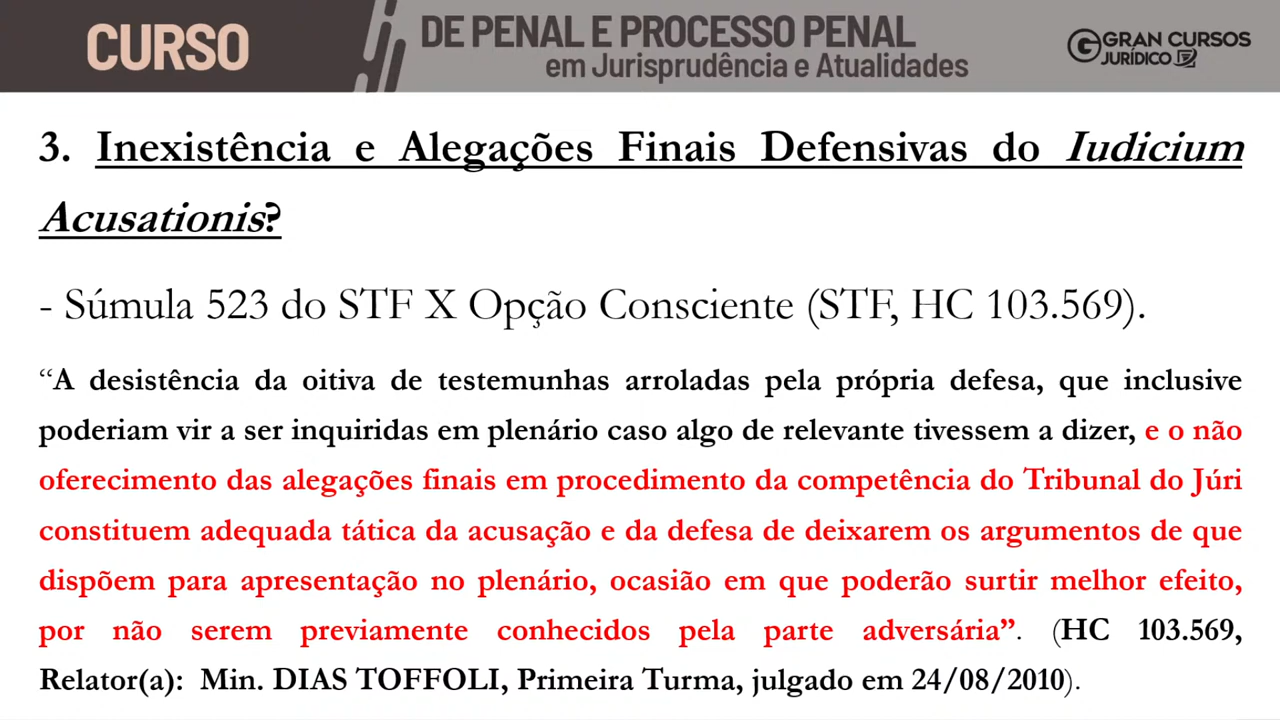 CURSO
DE PENAL E PROCESSO PENAL
em Jurisprudência e Atualidades
GRAN CURSOS
JURÍDICO
3. Inexistência e Alegações Finais Defensivas do Iudicium
Acusationis?
- Súmula 523 do STF X Opção Consciente (STF, HC 103.569).
“A desistência da oitiva de testemunhas arroladas pela própria defesa, que inclusive
poderiam vir a ser inquiridas em plenário caso algo de relevante tivessem a dizer, e o não
oferecimento das alegações finais em procedimento da competência do Tribunal do Júri
constituem adequada tática da acusação e da defesa de deixarem os argumentos de que
dispõem para apresentação no plenário, ocasião em que poderão surtir melhor efeito,
por não serem previamente conhecidos pela parte adversária”. (HC 103.569,
Relator(a): Min. DIAS TOFFOLI, Primeira Turma, julgado em 24/08/2010).